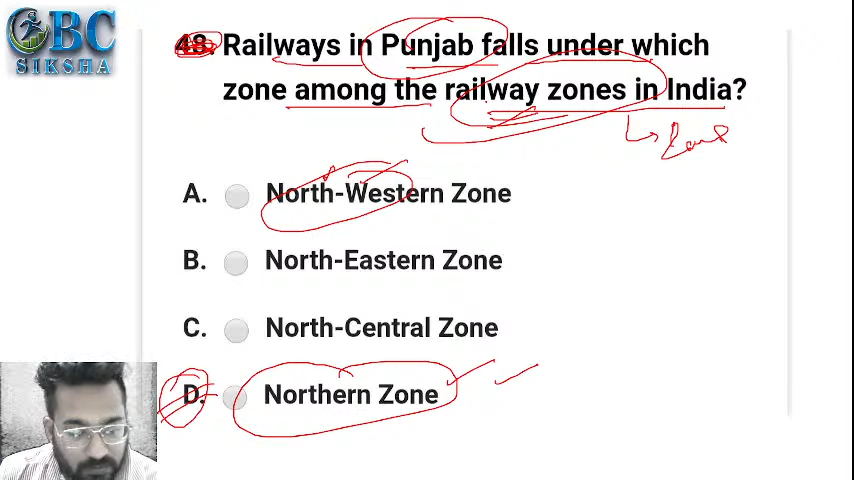 BC
SIKSHA
48. Railways in Punjab falls under which
zone among the railway zones in India?
A. North-Western Zone
B. North-Eastern Zone
C. North-Central Zone
D. Northern Zone